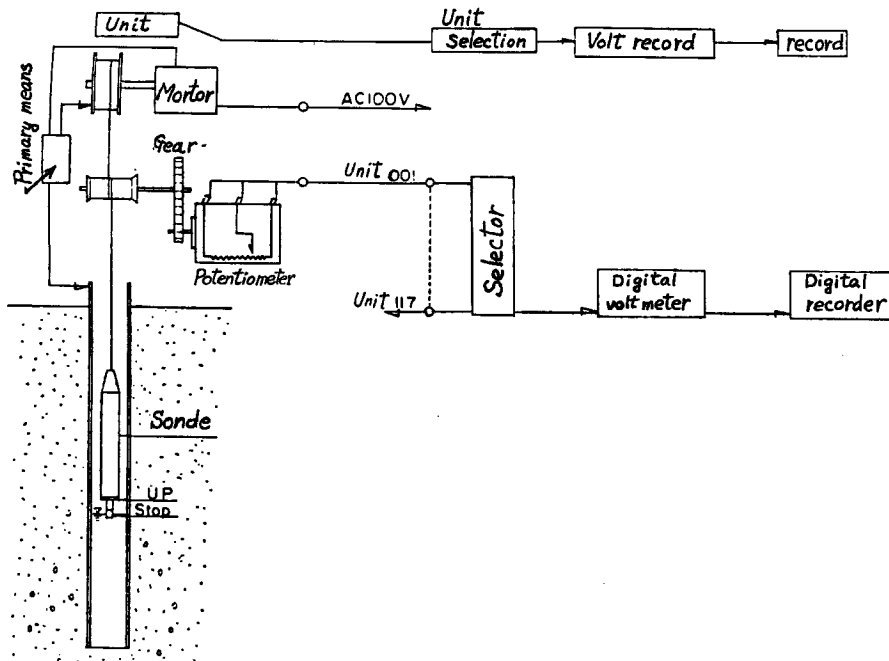 Unit
Unit
Selection
Volt record
record
Primary means
Mortor
AC100V
Gear
Unit 001
Potentiometer
Selector
Unit 117
Digital
volt meter
Digital
recorder
Sonde
UP
Stop